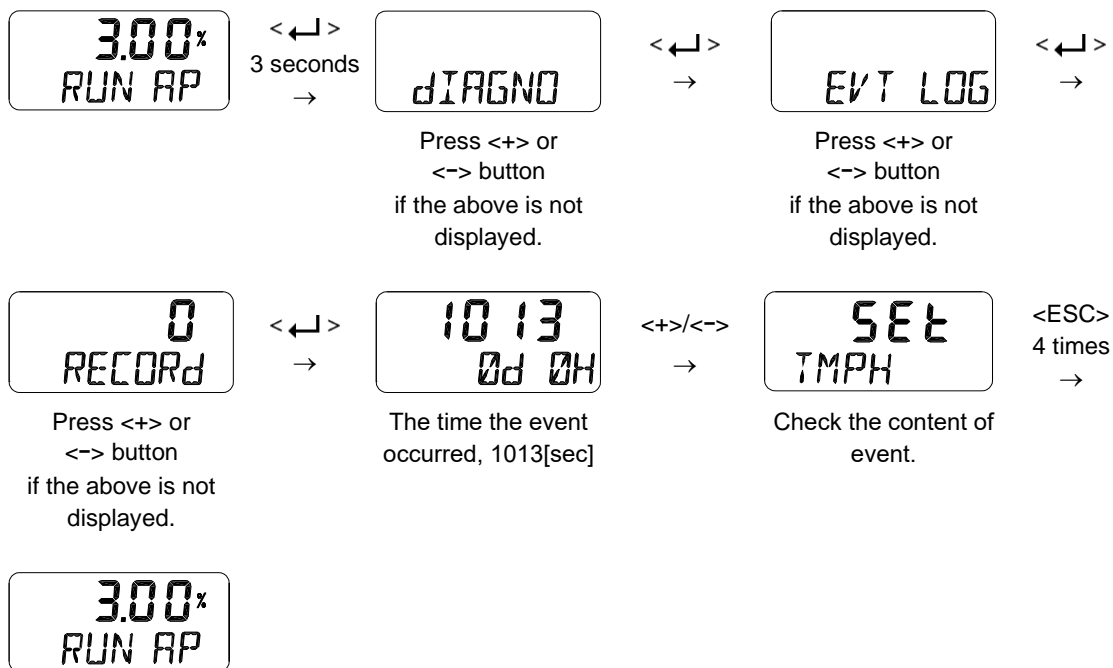 3.00%
RUN AP
< ↵ >
3 seconds
→
dIAGNO
Press <+> or
<-> button
if the above is not
displayed.
< ↵ >
→
EVT LOG
Press <+> or
<-> button
if the above is not
displayed.
< ↵ >
→
0
RECORd
Press <+> or
<-> button
if the above is not
displayed.
< ↵ >
→
1013
0d 0H
The time the event
occurred, 1013[sec]
<+>/<->
→
SEt
TMPH
Check the content of
event.
<ESC>
4 times
→
3.00%
RUN AP